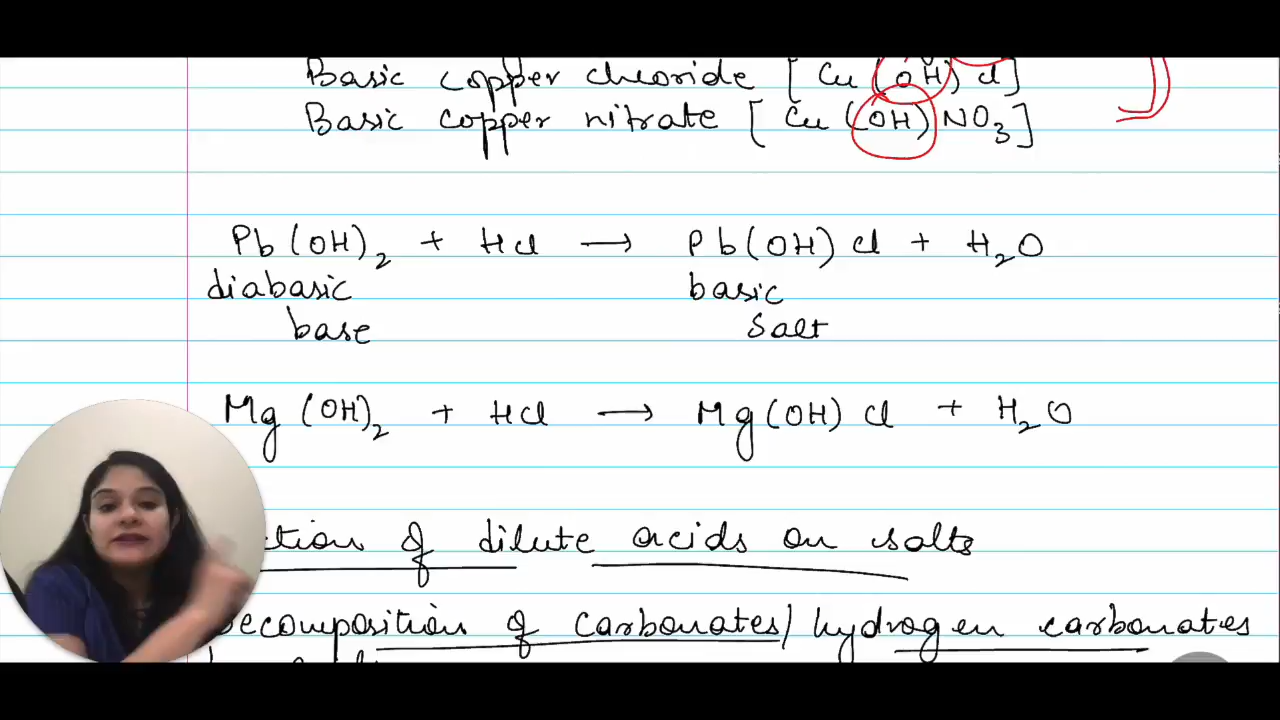 Basic copper chloride [Cu(OH)Cl]
Basic copper nitrate [Cu(OH)NO3]
Pb(OH)2 + HCl → Pb(OH)Cl + H2O
diabasic basic
base salt
Mg(OH)2 + HCl → Mg(OH)Cl + H2O
of dilute acids on salts
of carbonates/hydrogen carbonates